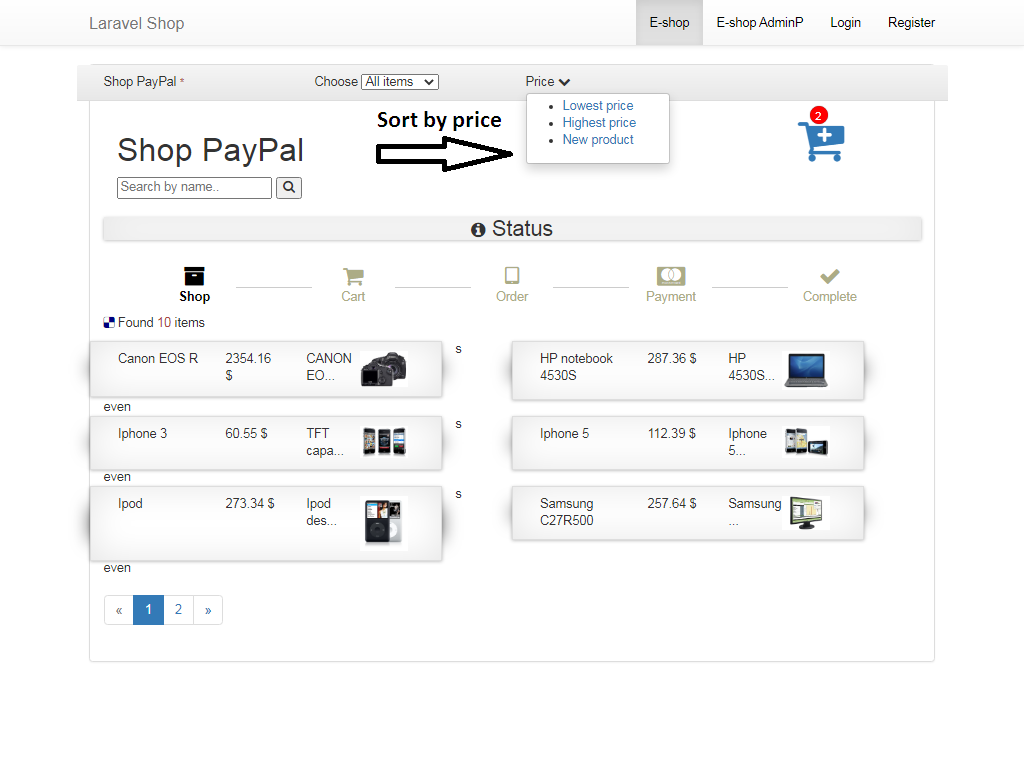 Laravel Shop
E-shop
E-shop AdminP
Login
Register
Shop PayPal *
Choose All items
Price
Lowest price
Highest price
New product
Sort by price
2
Shop PayPal
Search by name..
Status
Shop
Cart
Order
Payment
Complete
Found 10 items
Canon EOS R
2354.16
$
CANON
EO...
s
HP notebook
4530S
287.36 $
HP
4530S...
even
Iphone 3
60.55 $
TFT
capa...
s
Iphone 5
112.39 $
Iphone
5...
even
Ipod
273.34 $
Ipod
des...
s
Samsung
C27R500
257.64 $
Samsung
...
even
« 1 2 »